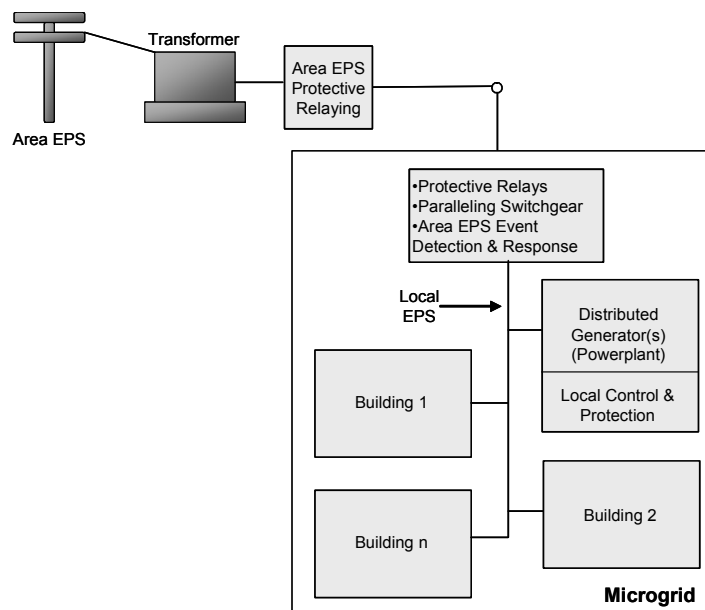 Transformer
Area EPS
Protective
Relaying
Area EPS
•Protective Relays
•Paralleling Switchgear
•Area EPS Event
Detection & Response
Local
EPS
Distributed
Generator(s)
(Powerplant)
Local Control &
Protection
Building 1
Building 2
Building n
Microgrid